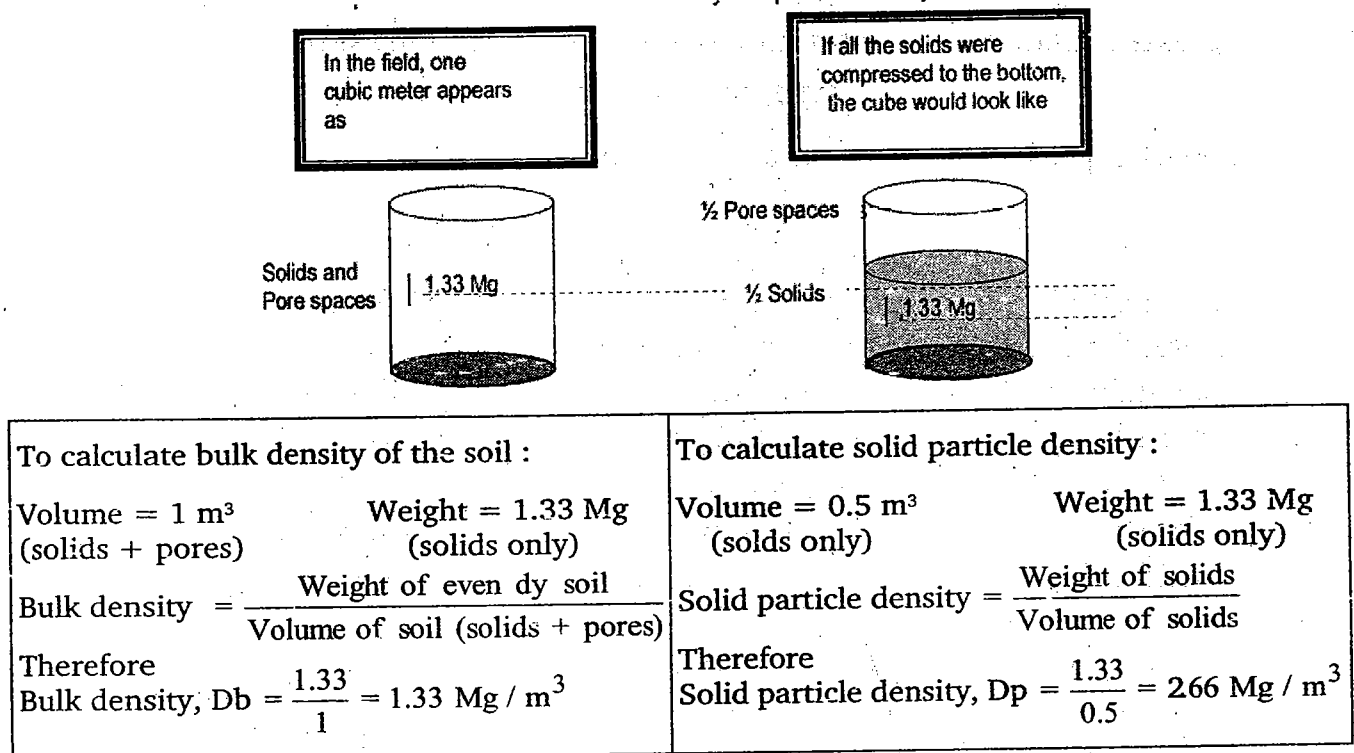 In the field, one
cubic meter appears
as
If all the solids were
compressed to the bottom,
the cube would look like
½ Pore spaces
Solids and
Pore spaces
1.33 Mg
½ Solids
1.33 Mg
To calculate bulk density of the soil :
Volume = 1 m³ Weight = 1.33 Mg
(solids + pores) (solids only)
Bulk density = Weight of even dy soil / Volume of soil (solids + pores)
Therefore
Bulk density, Db = 1.33 / 1 = 1.33 Mg / m³
To calculate solid particle density :
Volume = 0.5 m³ Weight = 1.33 Mg
(solds only) (solids only)
Solid particle density = Weight of solids / Volume of solids
Therefore
Solid particle density, Dp = 1.33 / 0.5 = 266 Mg / m³